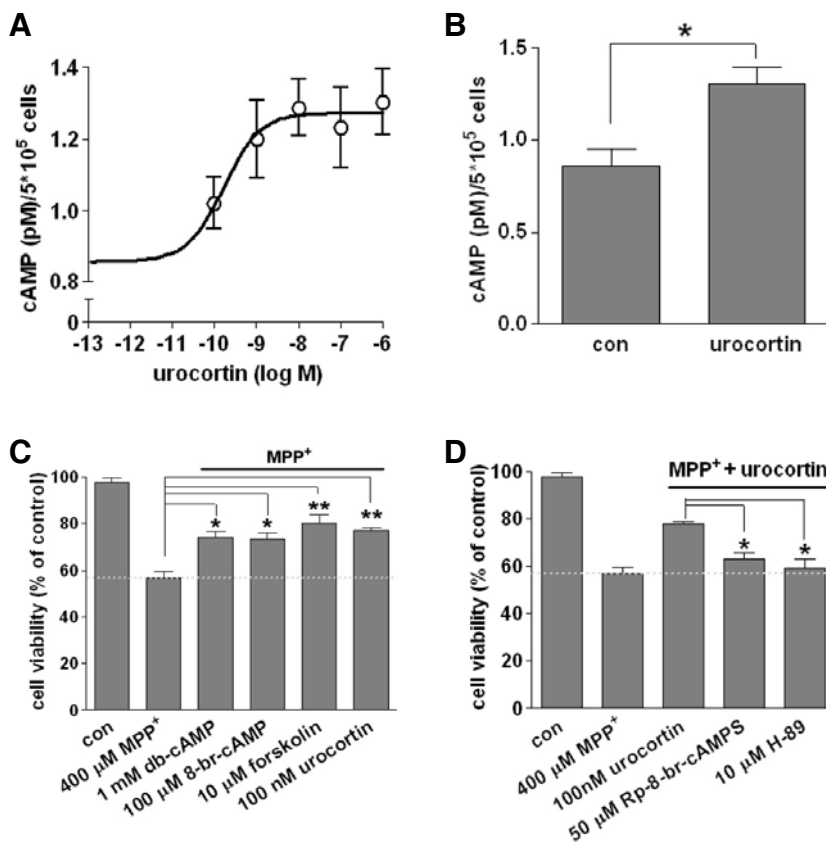 A
cAMP (pM)/5*10⁵ cells
1.4
1.2
1.0
0.8
0
-13 -12 -11 -10 -9 -8 -7 -6
urocortin (log M)
B
cAMP (pM)/5*10⁵ cells
1.5
1.0
0.5
0.0
*
con urocortin
C
cell viability (% of control)
100
80
60
40
20
0
MPP⁺
* * ** **
con
400 µM MPP⁺
1 mM db-cAMP
100 µM 8-br-cAMP
10 µM forskolin
100 nM urocortin
D
cell viability (% of control)
100
80
60
40
20
0
MPP⁺ + urocortin
* *
con
400 µM MPP⁺
100nM urocortin
50 µM Rp-8-br-cAMPS
10 µM H-89